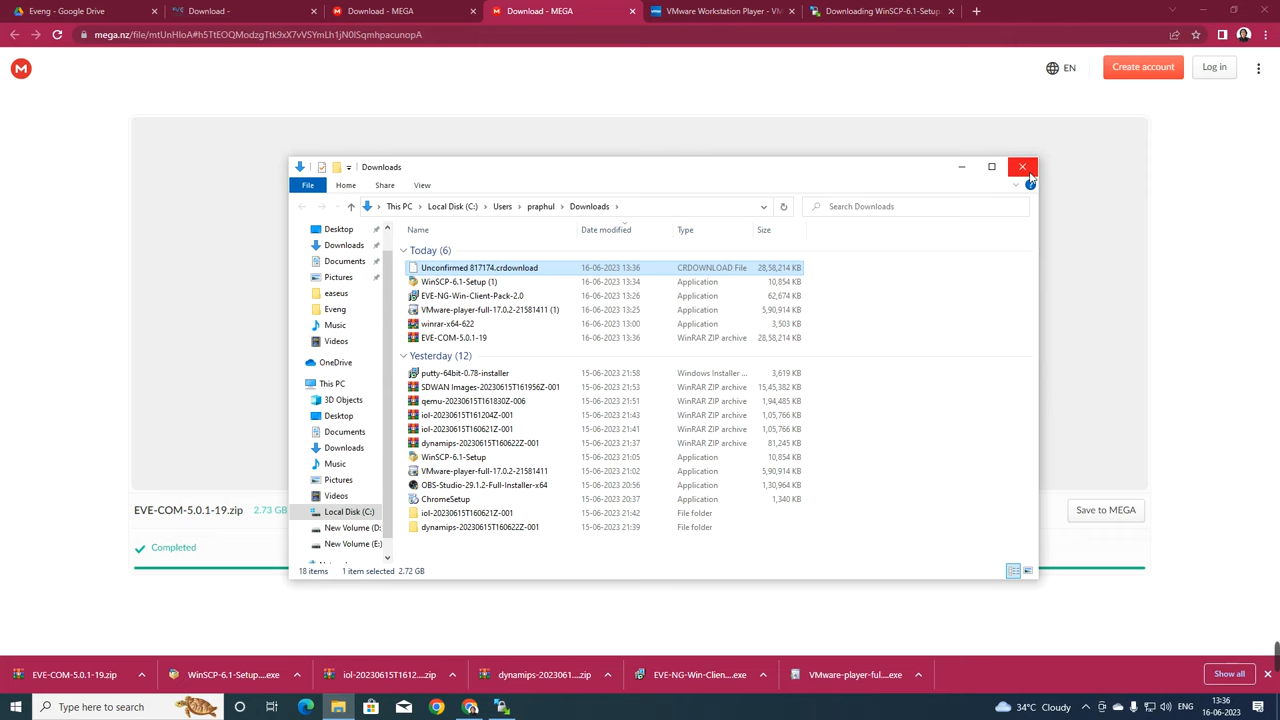 Eveng - Google Drive
Download -
Download - MEGA
Download - MEGA
VMware Workstation Player - VM
Downloading WinSCP-6.1-Setup
mega.nz/file/mtUnHIoA#h5TtEOQModzgTtk9xX7vVSYmLh1jN0ISqmhpacunopA
M
EN
Create account
Log in
Downloads
File
Home
Share
View
This PC
Local Disk (C:)
Users
praphul
Downloads
Search Downloads
Desktop
Downloads
Documents
Pictures
easeus
Eveng
Music
Videos
OneDrive
This PC
3D Objects
Desktop
Documents
Downloads
Music
Pictures
Videos
Local Disk (C:)
New Volume (D:
New Volume (E:)
Name
Date modified
Type
Size
Today (6)
Unconfirmed 817174.crdownload 16-06-2023 13:36 CRDOWNLOAD File 28,58,214 KB
WinSCP-6.1-Setup (1) 16-06-2023 13:34 Application 10,854 KB
EVE-NG-Win-Client-Pack-2.0 16-06-2023 13:26 Application 62,674 KB
VMware-player-full-17.0.2-21581411 (1) 16-06-2023 13:25 Application 5,90,914 KB
winrar-x64-622 16-06-2023 13:00 Application 3,503 KB
EVE-COM-5.0.1-19 16-06-2023 13:36 WinRAR ZIP archive 28,58,214 KB
Yesterday (12)
putty-64bit-0.78-installer 15-06-2023 21:58 Windows Installer ... 3,619 KB
SDWAN Images-20230615T161956Z-001 15-06-2023 21:53 WinRAR ZIP archive 15,45,382 KB
qemu-20230615T161830Z-006 15-06-2023 21:51 WinRAR ZIP archive 1,94,485 KB
iol-20230615T161204Z-001 15-06-2023 21:43 WinRAR ZIP archive 1,05,766 KB
iol-20230615T160621Z-001 15-06-2023 21:41 WinRAR ZIP archive 1,05,766 KB
dynamips-20230615T160622Z-001 15-06-2023 21:39 WinRAR ZIP archive 81,245 KB
WinSCP-6.1-Setup 15-06-2023 21:05 Application 10,854 KB
VMware-player-full-17.0.2-21581411 15-06-2023 21:02 Application 5,90,914 KB
OBS-Studio-29.1.2-Full-Installer-x64 15-06-2023 20:56 Application 1,30,964 KB
ChromeSetup 15-06-2023 20:37 Application 1,340 KB
iol-20230615T160621Z-001 15-06-2023 21:42 File folder
dynamips-20230615T160622Z-001 15-06-2023 21:39 File folder
18 items 1 item selected 2.72 GB
EVE-COM-5.0.1-19.zip 2.73 GB
Save to MEGA
Completed
EVE-COM-5.0.1-19.zip
WinSCP-6.1-Setup....exe
iol-20230615T1612....zip
dynamips-2023061....zip
EVE-NG-Win-Clien....exe
VMware-player-ful....exe
Show all
Type here to search
34°C Cloudy
ENG
13:36
16-06-2023